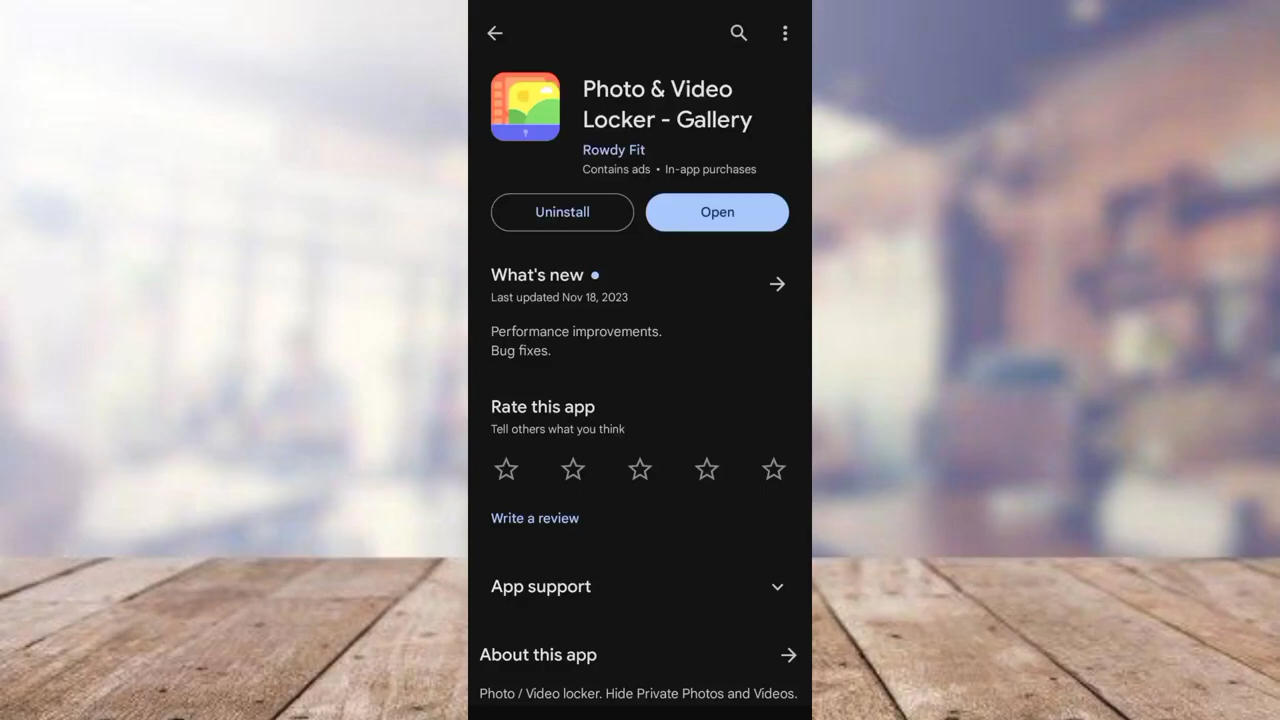 Photo & Video
Locker - Gallery
Rowdy Fit
Contains ads • In-app purchases
Uninstall
Open
What's new
Last updated Nov 18, 2023
Performance improvements.
Bug fixes.
Rate this app
Tell others what you think
Write a review
App support
About this app
Photo / Video locker. Hide Private Photos and Videos.